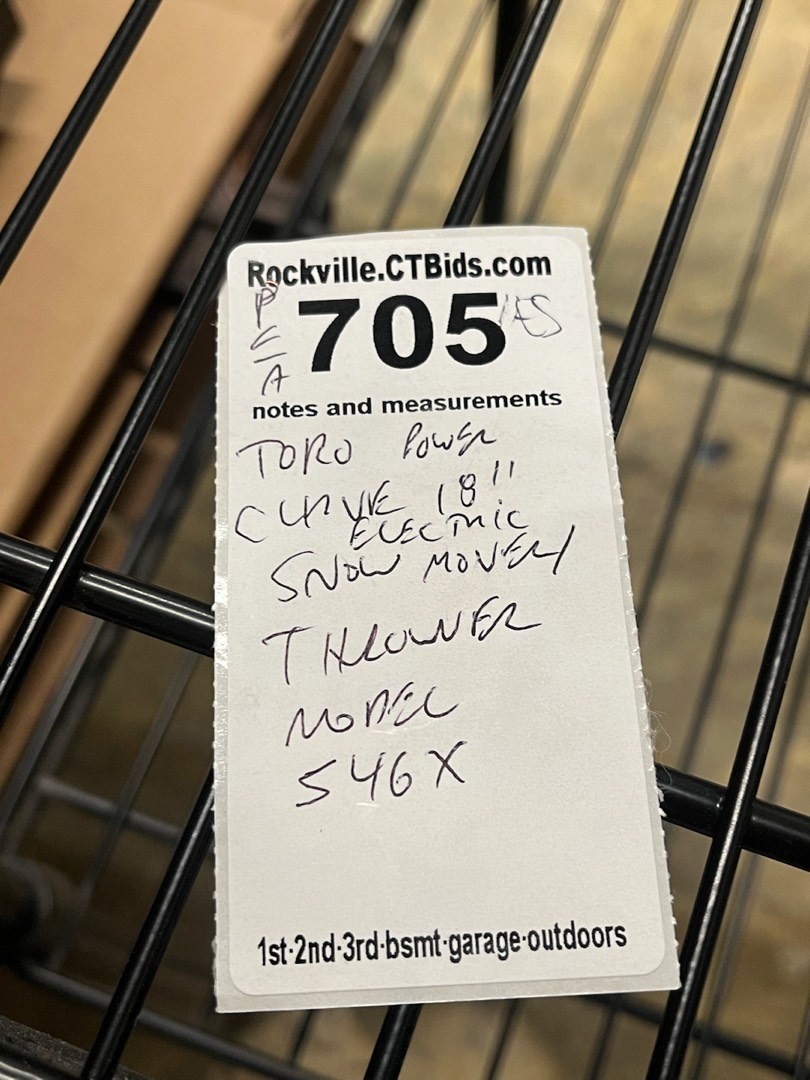 Rockville.CTBids.com
705
notes and measurements
TORO POWER
CURVE 18"
ELECTRIC
SNOW MOVER/
THROWER
MODEL
546X
1st·2nd·3rd·bsmt·garage·outdoors